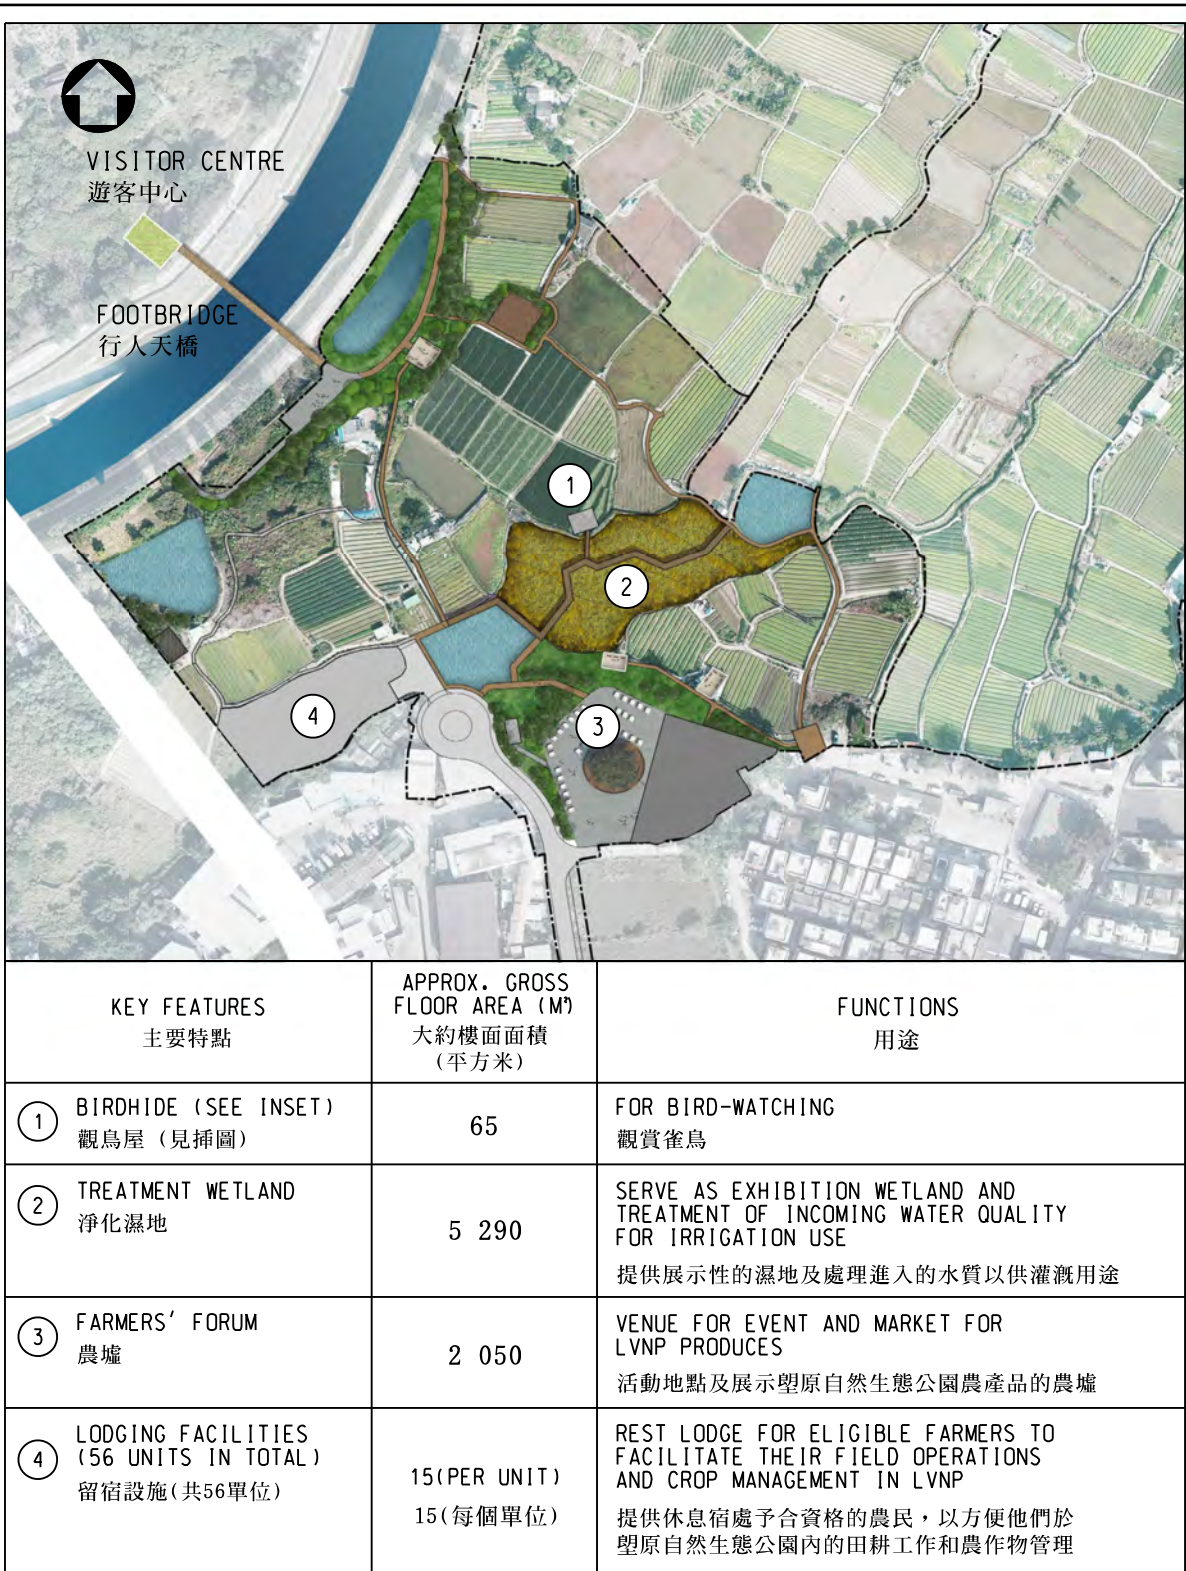 VISITOR CENTRE
遊客中心
FOOTBRIDGE
行人天橋
1
2
3
4
KEY FEATURES
主要特點
APPROX. GROSS
FLOOR AREA (M²)
大約樓面面積
(平方米)
FUNCTIONS
用途
1
BIRDHIDE (SEE INSET)
觀鳥屋 (見插圖)
65
FOR BIRD-WATCHING
觀賞雀鳥
2
TREATMENT WETLAND
淨化濕地
5 290
SERVE AS EXHIBITION WETLAND AND
TREATMENT OF INCOMING WATER QUALITY
FOR IRRIGATION USE
提供展示性的濕地及處理進入的水質以供灌溉用途
3
FARMERS' FORUM
農墟
2 050
VENUE FOR EVENT AND MARKET FOR
LVNP PRODUCES
活動地點及展示塱原自然生態公園農產品的農墟
4
LODGING FACILITIES
(56 UNITS IN TOTAL)
留宿設施(共56單位)
15(PER UNIT)
15(每個單位)
REST LODGE FOR ELIGIBLE FARMERS TO
FACILITATE THEIR FIELD OPERATIONS
AND CROP MANAGEMENT IN LVNP
提供休息宿處予合資格的農民，以方便他們於
塱原自然生態公園內的田耕工作和農作物管理